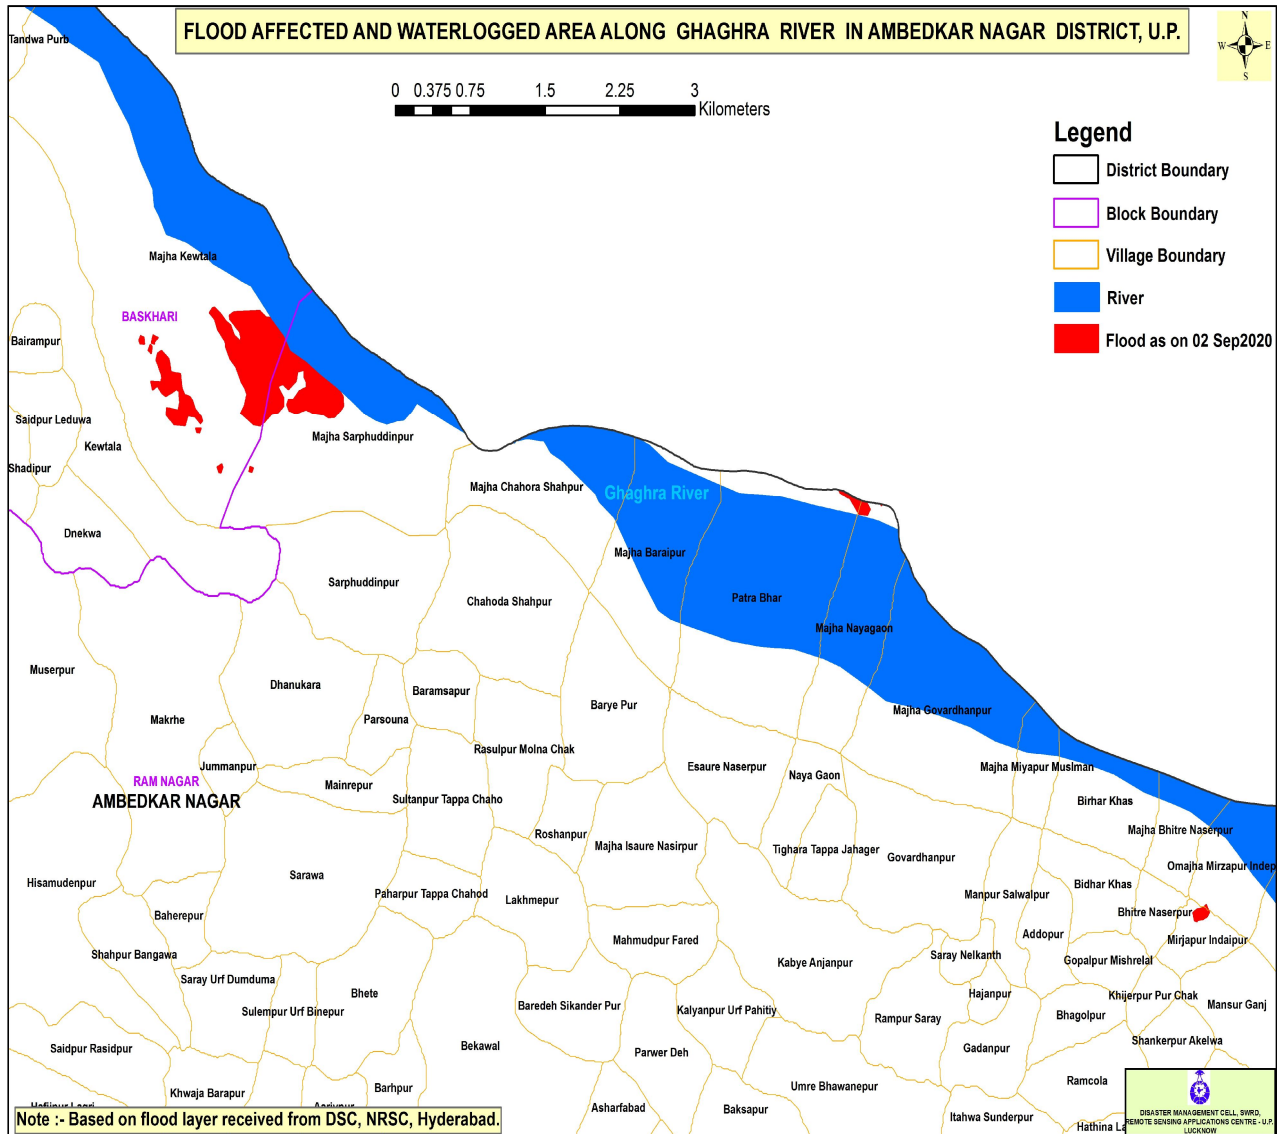 FLOOD AFFECTED AND WATERLOGGED AREA ALONG GHAGHRA RIVER IN AMBEDKAR NAGAR DISTRICT, U.P.
N
W E
S
0 0.375 0.75 1.5 2.25 3
Kilometers
Legend
District Boundary
Block Boundary
Village Boundary
River
Flood as on 02 Sep2020
Tandwa Purb
Majha Kewtala
BASKHARI
Bairampur
Saidpur Leduwa
Kewtala
Majha Sarphuddinpur
Shadipur
Majha Chahora Shahpur
Ghaghra River
Dnekwa
Majha Baraipur
Sarphuddinpur
Chahoda Shahpur
Patra Bhar
Majha Nayagaon
Muserpur
Dhanukara
Baramsapur
Makrhe
Parsouna
Barye Pur
Majha Govardhanpur
Rasulpur Molna Chak
Jummanpur
Esaure Naserpur
Naya Gaon
Majha Miyapur Muslman
RAM NAGAR
Mainrepur
AMBEDKAR NAGAR
Sultanpur Tappa Chaho
Birhar Khas
Roshanpur
Majha Isaure Nasirpur
Majha Bhitre Naserpur
Tighara Tappa Jahager
Govardhanpur
Omajha Mirzapur Indep
Hisamudenpur
Sarawa
Paharpur Tappa Chahod
Lakhmepur
Manpur Salwalpur
Bidhar Khas
Baherepur
Bhitre Naserpur
Mahmudpur Fared
Addopur
Mirjapur Indaipur
Shahpur Bangawa
Kabye Anjanpur
Saray Nelkanth
Gopalpur Mishrelal
Saray Urf Dumduma
Bhete
Hajanpur
Khijerpur Pur Chak
Mansur Ganj
Sulempur Urf Binepur
Baredeh Sikander Pur
Kalyanpur Urf Pahitiy
Rampur Saray
Bhagolpur
Saidpur Rasidpur
Bekawal
Parwer Deh
Gadanpur
Shankerpur Akelwa
Khwaja Barapur
Barhpur
Umre Bhawanepur
Ramcola
Asharfabad
Baksapur
Itahwa Sunderpur
Hathina
Note :- Based on flood layer received from DSC, NRSC, Hyderabad.
DISASTER MANAGEMENT CELL, SWRD,
REMOTE SENSING APPLICATIONS CENTRE - U.P.
LUCKNOW